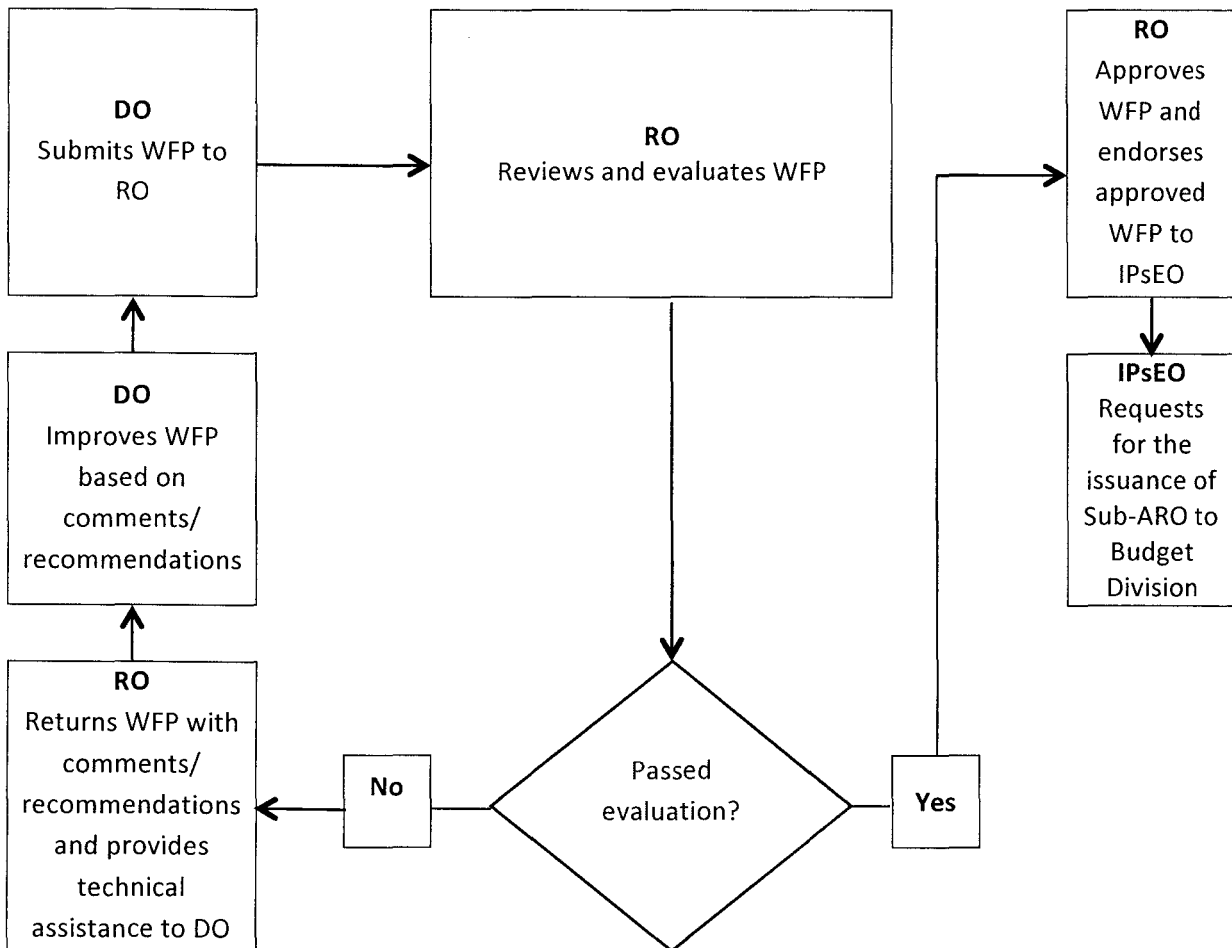 DO
Submits WFP to
RO
RO
Reviews and evaluates WFP
RO
Approves
WFP and
endorses
approved
WFP to
IPsEO
DO
Improves WFP
based on
comments/
recommendations
IPsEO
Requests
for the
issuance of
Sub-ARO to
Budget
Division
RO
Returns WFP with
comments/
recommendations
and provides
technical
assistance to DO
No
Passed
evaluation?
Yes